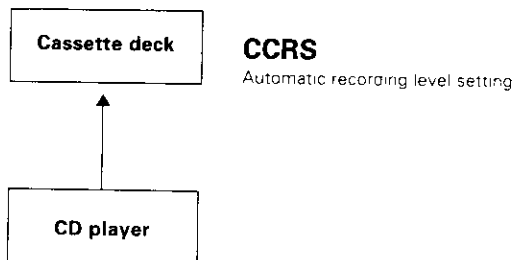 Cassette deck
CCRS
Automatic recording level setting
CD player